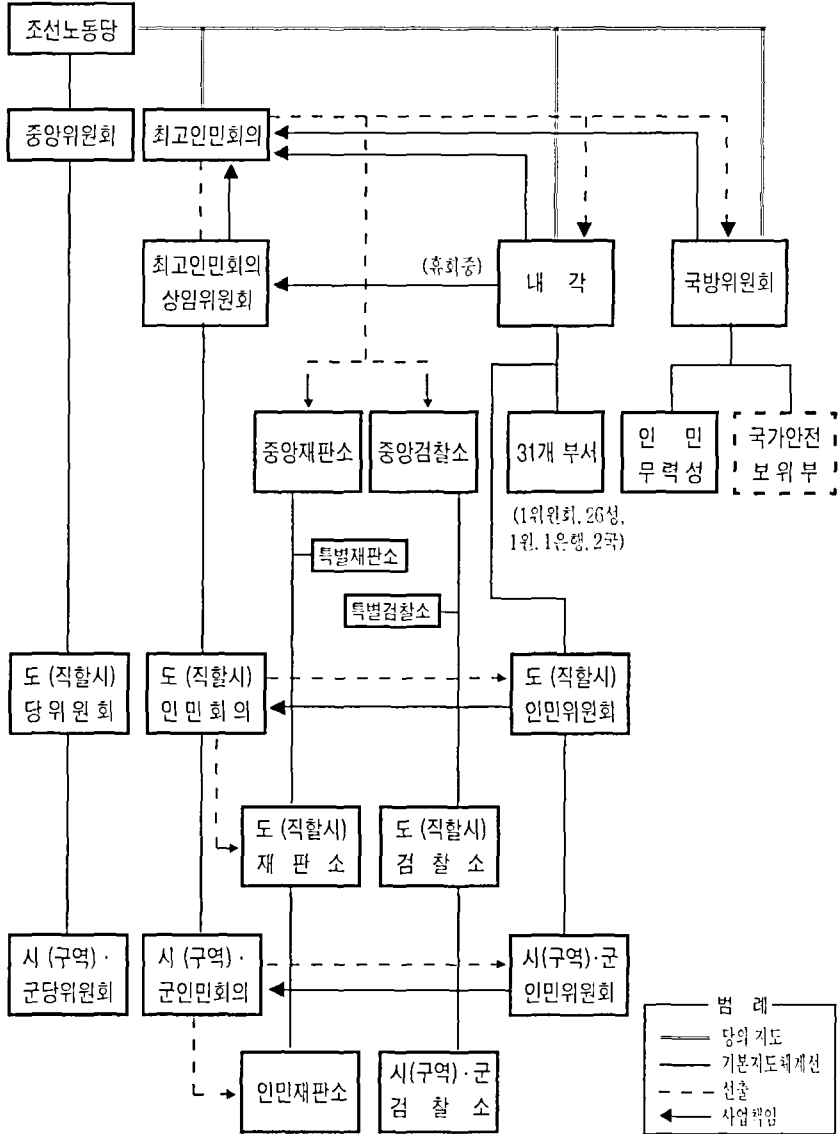 조선노동당
중앙위원회
최고인민회의
최고인민회의
상임위원회
(휴회중)
내 각
국방위원회
중앙재판소
중앙검찰소
31개 부서
(1위원회, 26성,
1원, 1은행, 2국)
인 민
무력성
국가안전
보위부
특별재판소
특별검찰소
도 (직할시)
당위원회
도 (직할시)
인민회의
도 (직할시)
인민위원회
도 (직할시)
재 판 소
도 (직할시)
검 찰 소
시 (구역) ·
군당위원회
시 (구역) ·
군인민회의
시(구역) · 군
인민위원회
인민재판소
시(구역) · 군
검 찰 소
범 례
당의 지도
기본지도체계선
선출
사업책임